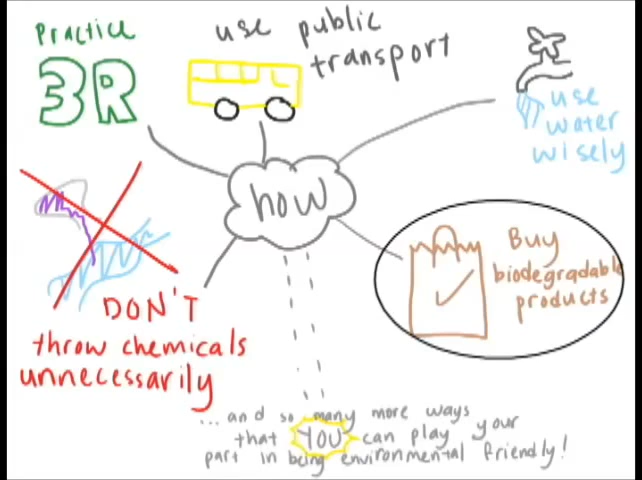 Practice
3R
use public
transport
use
water
wisely
how
Buy
biodegradable
products
DON'T
throw chemicals
unnecessarily
...and so many more ways
that YOU can play your
part in being environmental friendly!